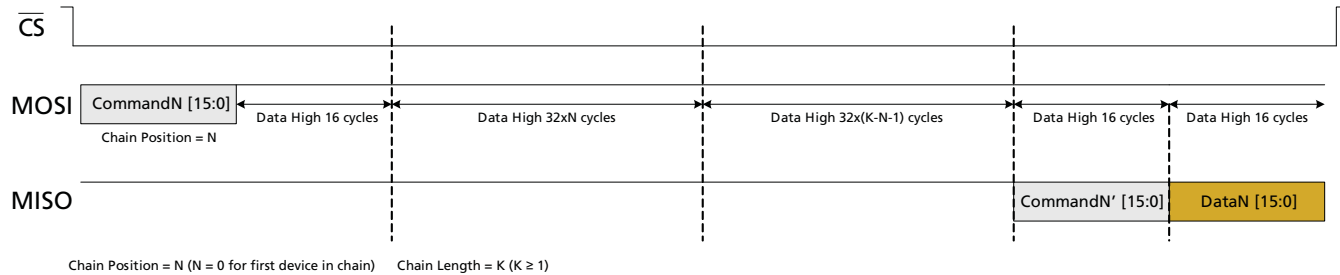 CS
MOSI
CommandN [15:0]
Data High 16 cycles
Data High 32xN cycles
Data High 32x(K-N-1) cycles
Data High 16 cycles
Data High 16 cycles
Chain Position = N
MISO
CommandN’ [15:0]
DataN [15:0]
Chain Position = N (N = 0 for first device in chain)
Chain Length = K (K ≥ 1)